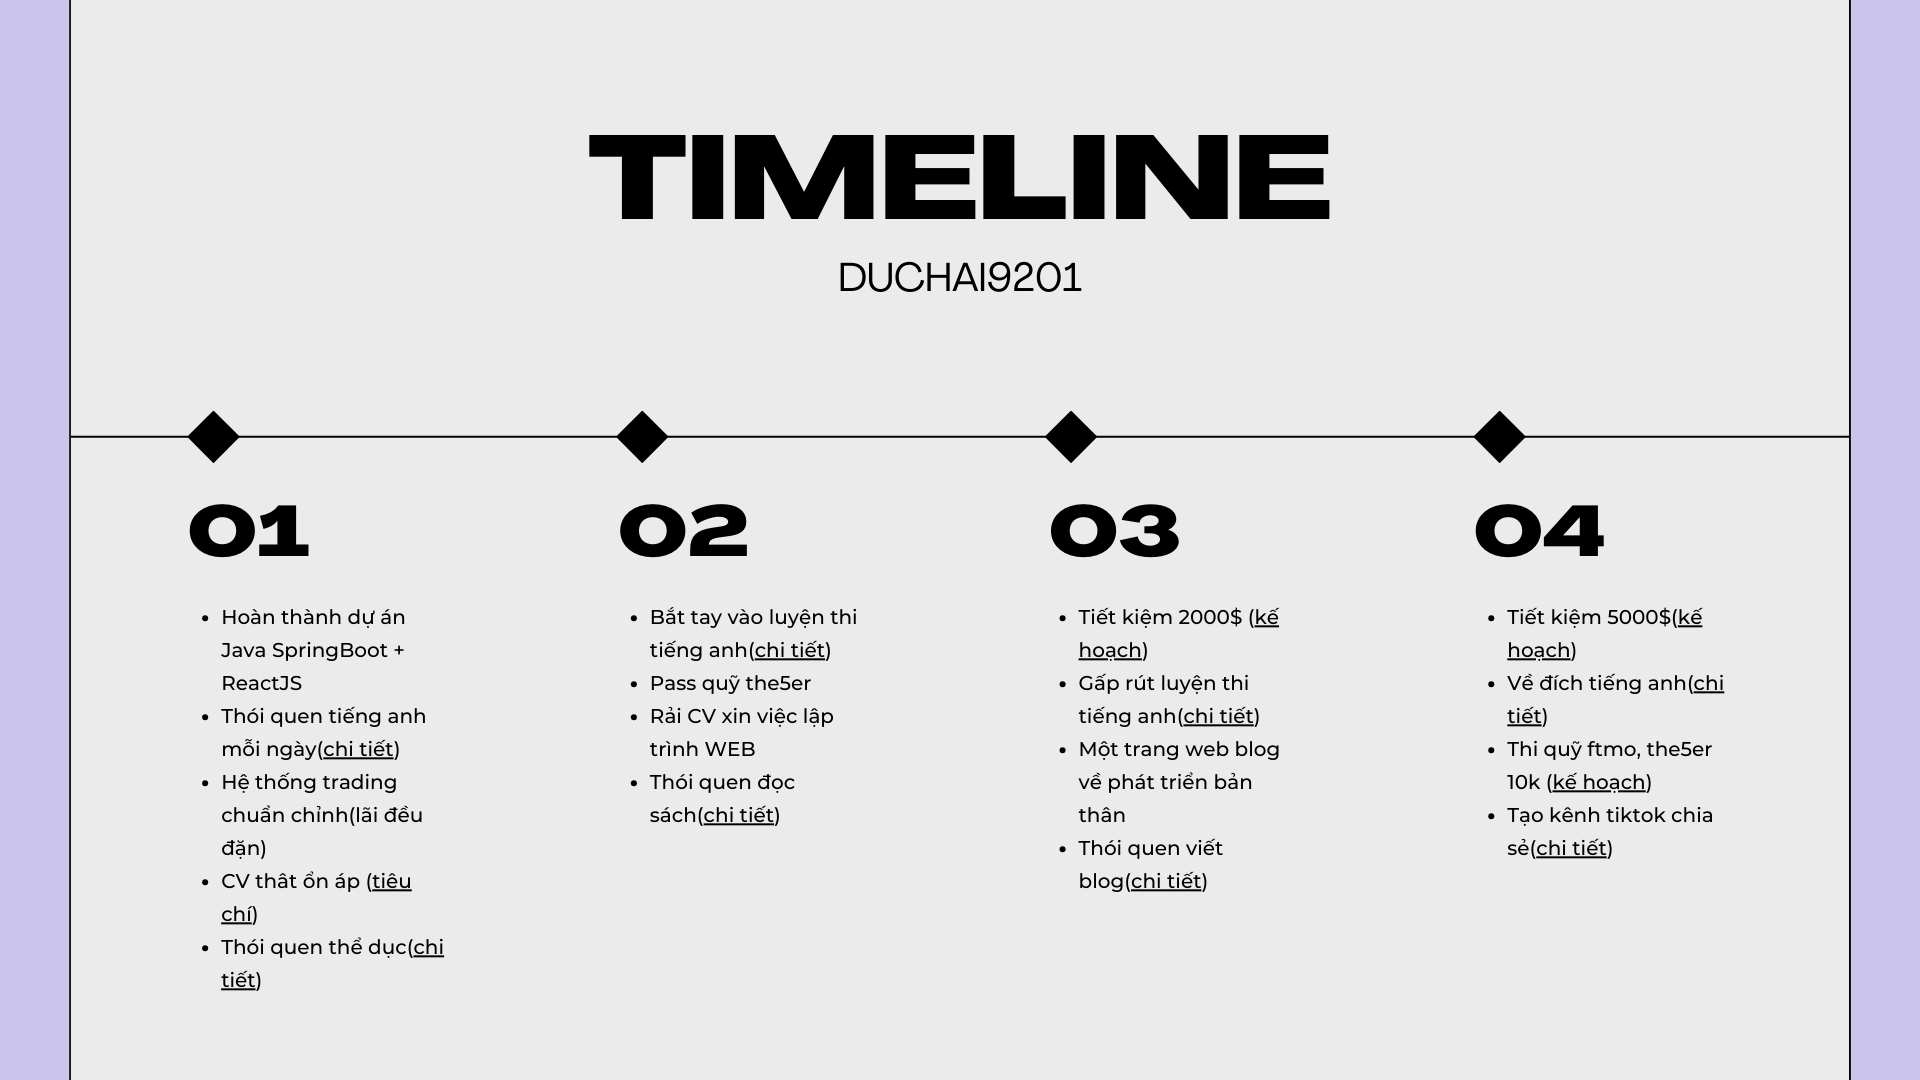 TIMELINE
DUCHAI9201
01
Hoàn thành dự án
Java SpringBoot +
ReactJS
Thói quen tiếng anh
mỗi ngày(chi tiết)
Hệ thống trading
chuẩn chỉnh(lãi đều
đặn)
CV thât ổn áp (tiêu
chí)
Thói quen thể dục(chi
tiết)
02
Bắt tay vào luyện thi
tiếng anh(chi tiết)
Pass quỹ the5er
Rải CV xin việc lập
trình WEB
Thói quen đọc
sách(chi tiết)
03
Tiết kiệm 2000$ (kế
hoạch)
Gấp rút luyện thi
tiếng anh(chi tiết)
Một trang web blog
về phát triển bản
thân
Thói quen viết
blog(chi tiết)
04
Tiết kiệm 5000$(kế
hoạch)
Về đích tiếng anh(chi
tiết)
Thi quỹ ftmo, the5er
10k (kế hoạch)
Tạo kênh tiktok chia
sẻ(chi tiết)